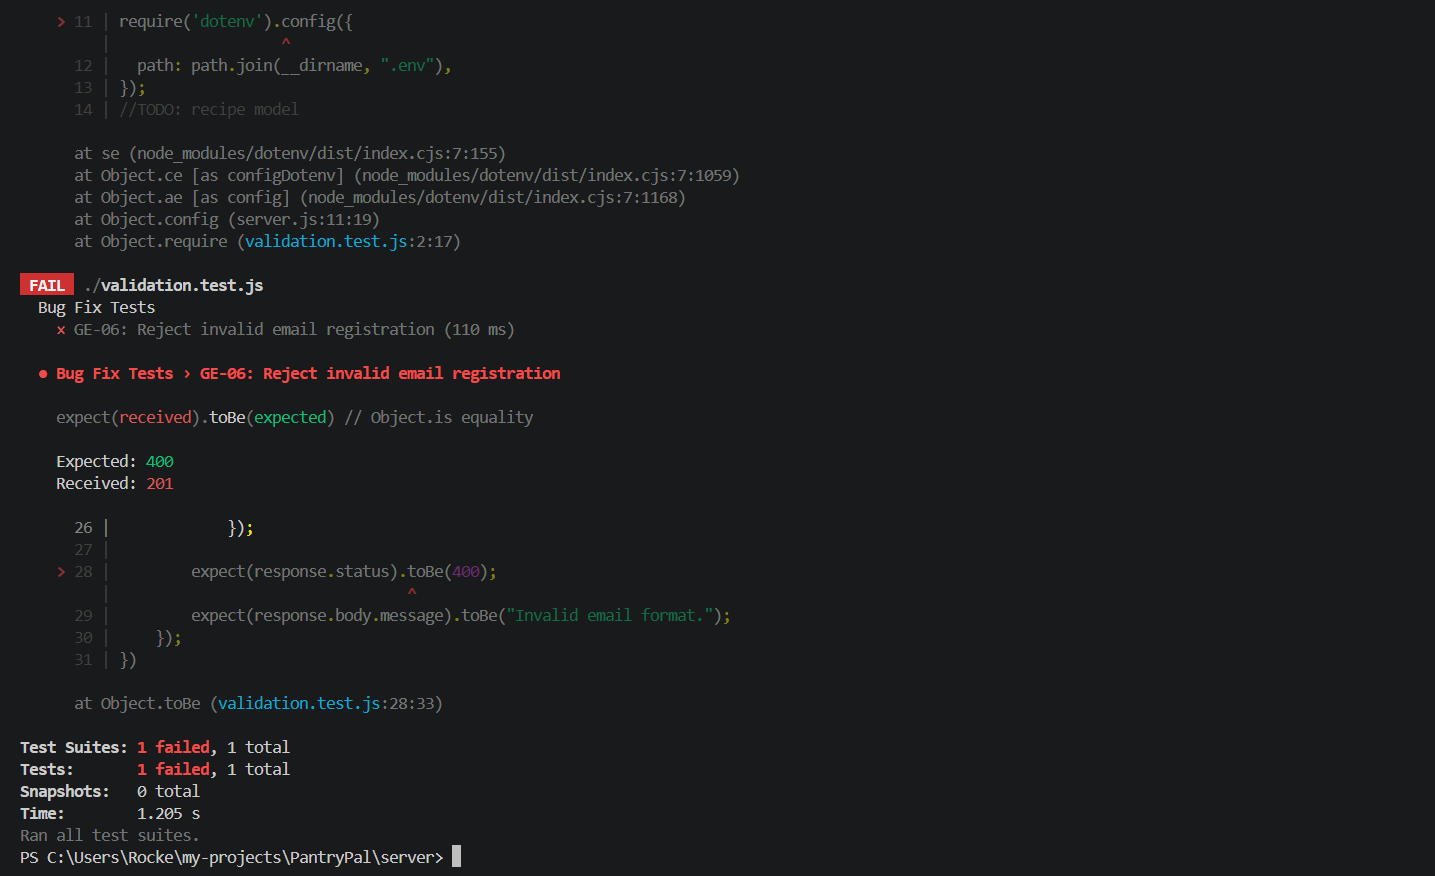 > 11 | require('dotenv').config({
|                   ^
12 |   path: path.join(__dirname, ".env"),
13 | });
14 | //TODO: recipe model
at se (node_modules/dotenv/dist/index.cjs:7:155)
at Object.ce [as configDotenv] (node_modules/dotenv/dist/index.cjs:7:1059)
at Object.ae [as config] (node_modules/dotenv/dist/index.cjs:7:1168)
at Object.config (server.js:11:19)
at Object.require (validation.test.js:2:17)
FAIL ./validation.test.js
Bug Fix Tests
× GE-06: Reject invalid email registration (110 ms)
● Bug Fix Tests › GE-06: Reject invalid email registration
expect(received).toBe(expected) // Object.is equality
Expected: 400
Received: 201
26 |             });
27 |
> 28 |         expect(response.status).toBe(400);
|                                 ^
29 |         expect(response.body.message).toBe("Invalid email format.");
30 |     });
31 | })
at Object.toBe (validation.test.js:28:33)
Test Suites: 1 failed, 1 total
Tests:       1 failed, 1 total
Snapshots:   0 total
Time:        1.205 s
Ran all test suites.
PS C:\Users\Rocke\my-projects\PantryPal\server>